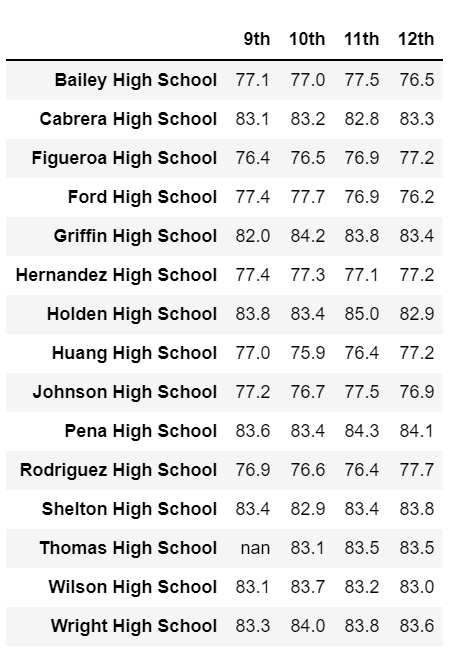 9th 10th 11th 12th
Bailey High School 77.1 77.0 77.5 76.5
Cabrera High School 83.1 83.2 82.8 83.3
Figueroa High School 76.4 76.5 76.9 77.2
Ford High School 77.4 77.7 76.9 76.2
Griffin High School 82.0 84.2 83.8 83.4
Hernandez High School 77.4 77.3 77.1 77.2
Holden High School 83.8 83.4 85.0 82.9
Huang High School 77.0 75.9 76.4 77.2
Johnson High School 77.2 76.7 77.5 76.9
Pena High School 83.6 83.4 84.3 84.1
Rodriguez High School 76.9 76.6 76.4 77.7
Shelton High School 83.4 82.9 83.4 83.8
Thomas High School nan 83.1 83.5 83.5
Wilson High School 83.1 83.7 83.2 83.0
Wright High School 83.3 84.0 83.8 83.6